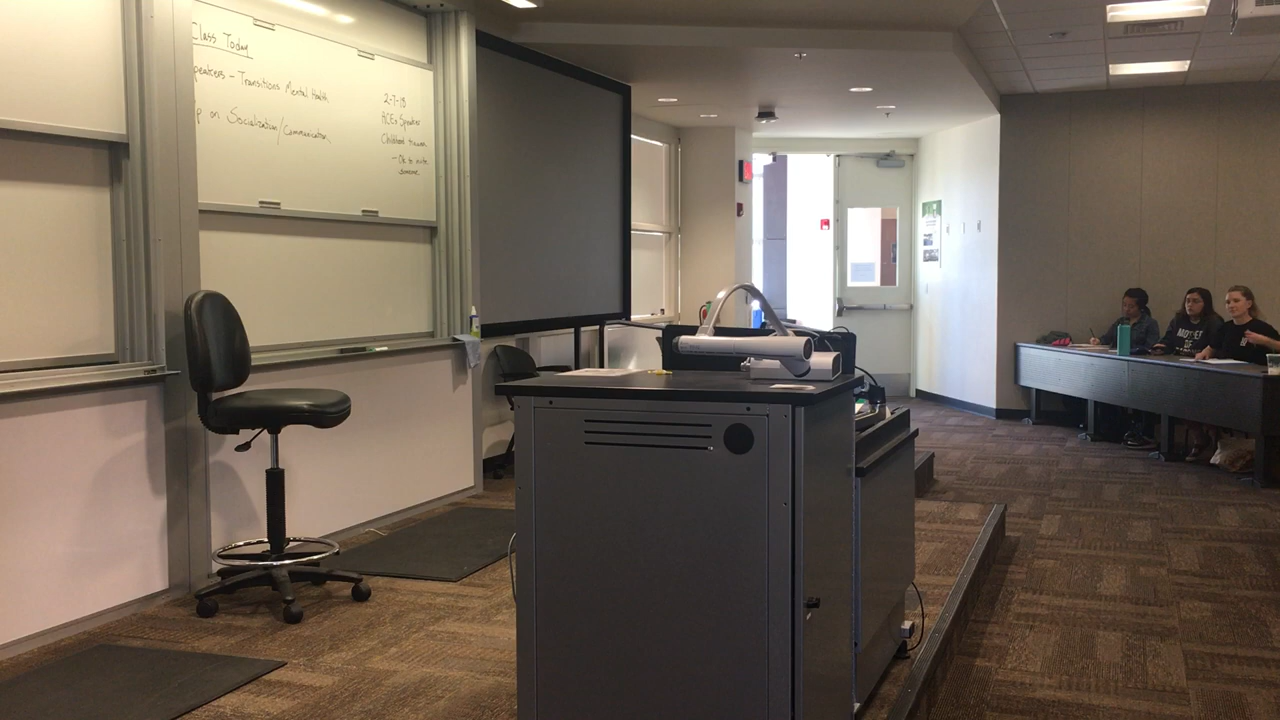 Class Today
peakers - Transitions Mental Health
p on Socialization/Communication
2-7-18
ACEs Speaker
Childhood trauma
- Ok to invite
someone